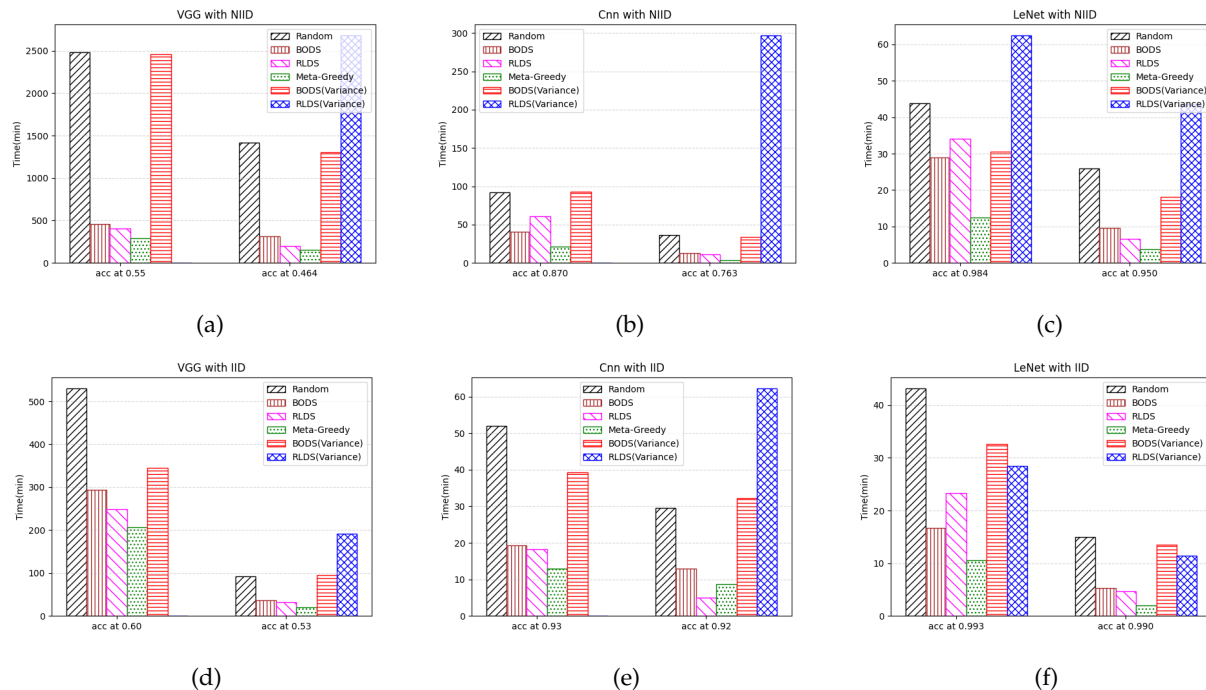 VGG with NIID
2500
2000
1500
1000
500
0
Time(min)
Random
BODS
RLDS
Meta-Greedy
BODS(Variance)
RLDS(Variance)
acc at 0.55 acc at 0.464
(a)
Cnn with NIID
300
250
200
150
100
50
0
Time(min)
Random
BODS
RLDS
Meta-Greedy
BODS(Variance)
RLDS(Variance)
acc at 0.870 acc at 0.763
(b)
LeNet with NIID
60
50
40
30
20
10
0
Time(min)
Random
BODS
RLDS
Meta-Greedy
BODS(Variance)
RLDS(Variance)
acc at 0.984 acc at 0.950
(c)
VGG with IID
500
400
300
200
100
0
Time(min)
Random
BODS
RLDS
Meta-Greedy
BODS(Variance)
RLDS(Variance)
acc at 0.60 acc at 0.53
(d)
Cnn with IID
60
50
40
30
20
10
0
Time(min)
Random
BODS
RLDS
Meta-Greedy
BODS(Variance)
RLDS(Variance)
acc at 0.93 acc at 0.92
(e)
LeNet with IID
40
30
20
10
0
Time(min)
Random
BODS
RLDS
Meta-Greedy
BODS(Variance)
RLDS(Variance)
acc at 0.993 acc at 0.990
(f)